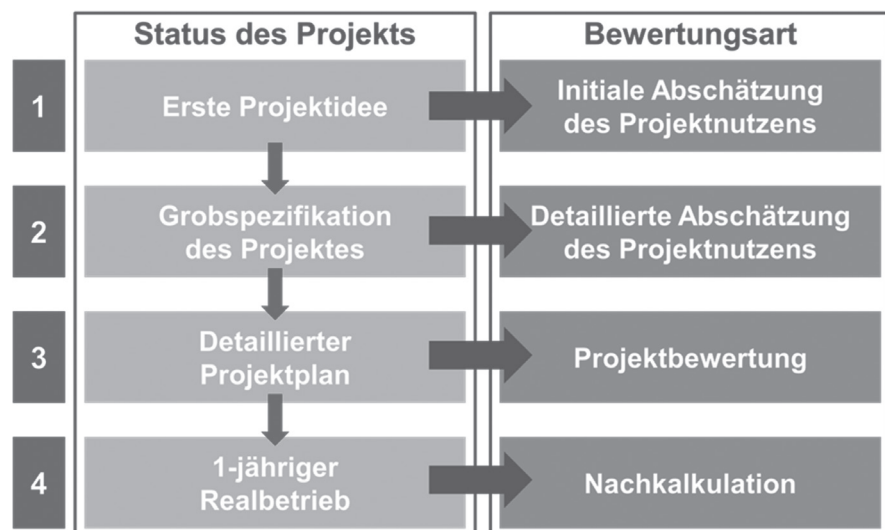 Status des Projekts
Bewertungsart
1
Erste Projektidee
Initiale Abschätzung
des Projektnutzens
2
Grobspezifikation
des Projektes
Detaillierte Abschätzung
des Projektnutzens
3
Detaillierter
Projektplan
Projektbewertung
4
1-jähriger
Realbetrieb
Nachkalkulation